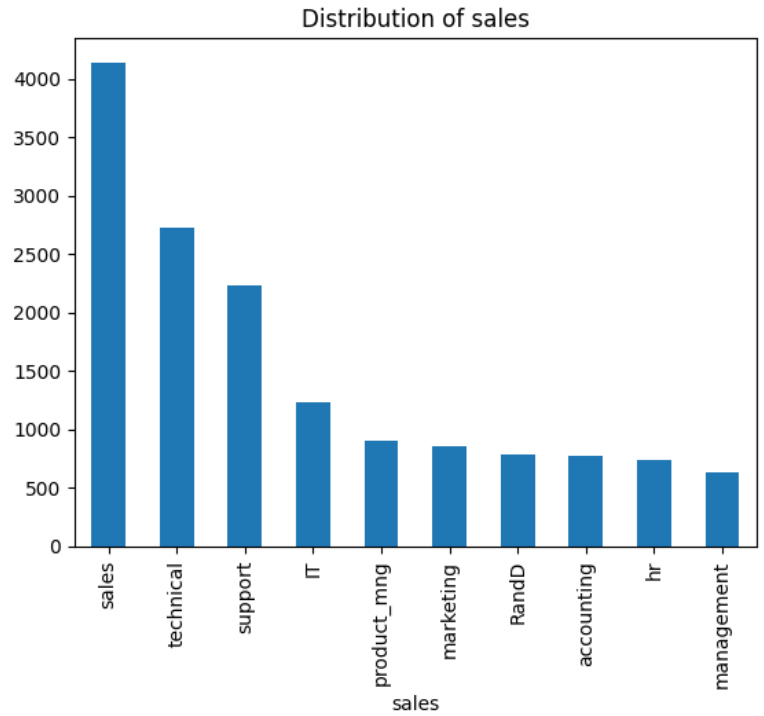 Distribution of sales
4000
3500
3000
2500
2000
1500
1000
500
0
sales
technical
support
IT
product_mng
marketing
RandD
accounting
hr
management
sales